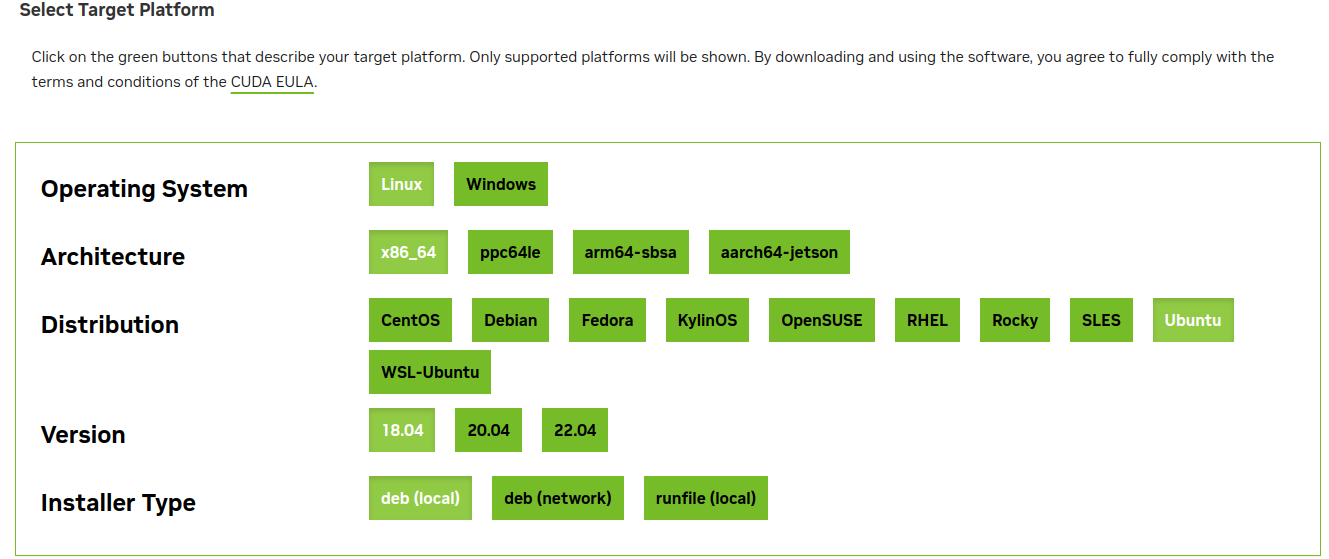 Select Target Platform
Click on the green buttons that describe your target platform. Only supported platforms will be shown. By downloading and using the software, you agree to fully comply with the
terms and conditions of the CUDA EULA.
Operating System Linux Windows
Architecture x86_64 ppc64le arm64-sbsa aarch64-jetson
Distribution CentOS Debian Fedora KylinOS OpenSUSE RHEL Rocky SLES Ubuntu
WSL-Ubuntu
Version 18.04 20.04 22.04
Installer Type deb (local) deb (network) runfile (local)